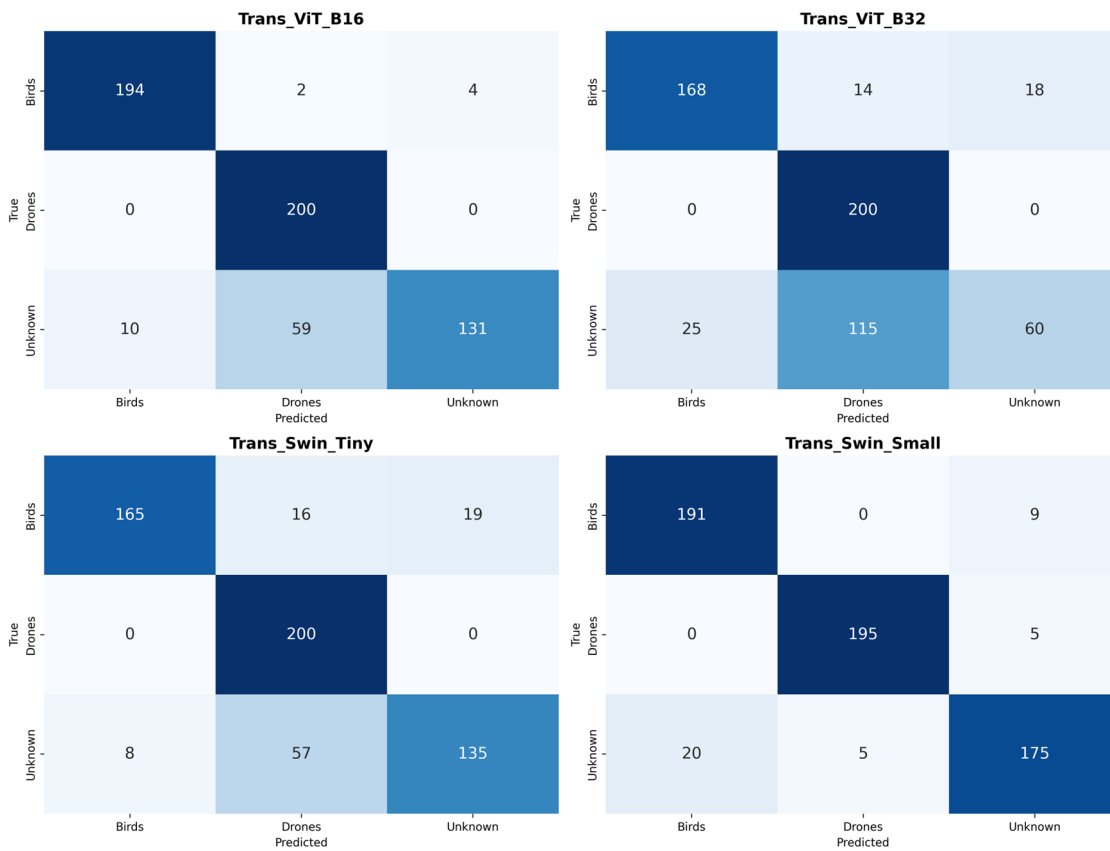 Trans_ViT_B16
True
Birds
194
2
4
Drones
0
200
0
Unknown
10
59
131
Birds
Drones
Unknown
Predicted
Trans_ViT_B32
True
Birds
168
14
18
Drones
0
200
0
Unknown
25
115
60
Birds
Drones
Unknown
Predicted
Trans_Swin_Tiny
True
Birds
165
16
19
Drones
0
200
0
Unknown
8
57
135
Birds
Drones
Unknown
Predicted
Trans_Swin_Small
True
Birds
191
0
9
Drones
0
195
5
Unknown
20
5
175
Birds
Drones
Unknown
Predicted